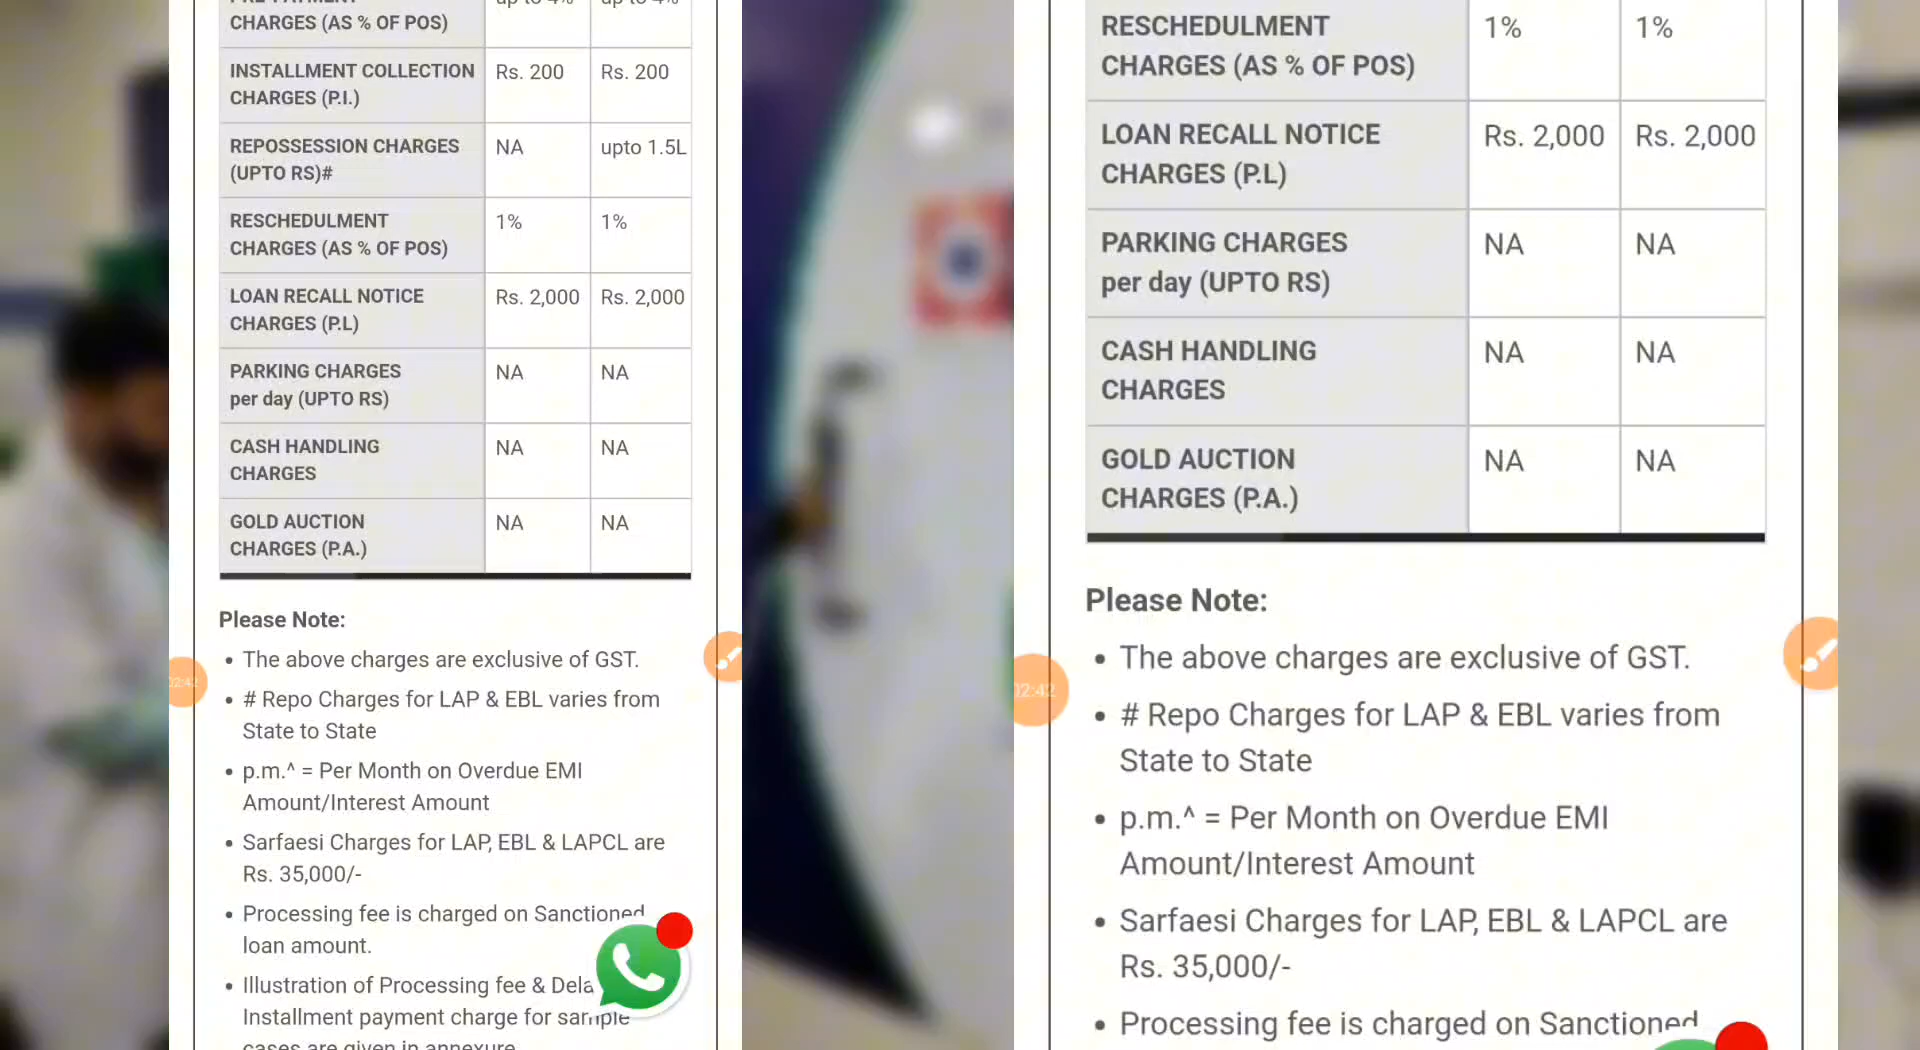 CHARGES (AS % OF POS)
INSTALLMENT COLLECTION Rs. 200 Rs. 200
CHARGES (P.I.)
REPOSSESSION CHARGES NA upto 1.5L
(UPTO RS)#
RESCHEDULMENT 1% 1%
CHARGES (AS % OF POS)
LOAN RECALL NOTICE Rs. 2,000 Rs. 2,000
CHARGES (P.L)
PARKING CHARGES NA NA
per day (UPTO RS)
CASH HANDLING NA NA
CHARGES
GOLD AUCTION NA NA
CHARGES (P.A.)
Please Note:
• The above charges are exclusive of GST.
02:42
• # Repo Charges for LAP & EBL varies from
State to State
• p.m.^ = Per Month on Overdue EMI
Amount/Interest Amount
• Sarfaesi Charges for LAP, EBL & LAPCL are
Rs. 35,000/-
• Processing fee is charged on Sanctioned
loan amount.
• Illustration of Processing fee &
Installment payment charge for sample
cases are given in annexure
RESCHEDULMENT 1% 1%
CHARGES (AS % OF POS)
LOAN RECALL NOTICE Rs. 2,000 Rs. 2,000
CHARGES (P.L)
PARKING CHARGES NA NA
per day (UPTO RS)
CASH HANDLING NA NA
CHARGES
GOLD AUCTION NA NA
CHARGES (P.A.)
Please Note:
• The above charges are exclusive of GST.
02:42
• # Repo Charges for LAP & EBL varies from
State to State
• p.m.^ = Per Month on Overdue EMI
Amount/Interest Amount
• Sarfaesi Charges for LAP, EBL & LAPCL are
Rs. 35,000/-
• Processing fee is charged on Sanctioned